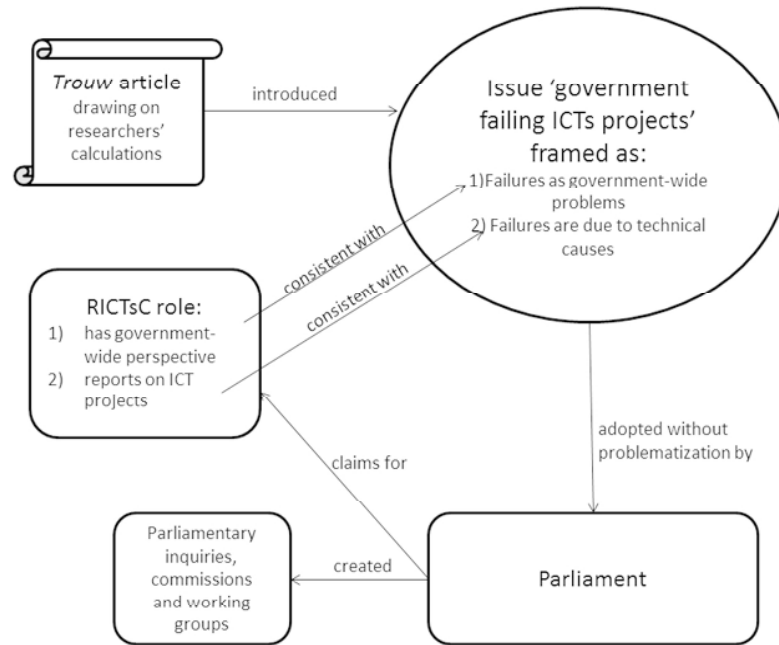 Trouw article
drawing on
researchers'
calculations
introduced
Issue 'government
failing ICTs projects'
framed as:
1)Failures as government-wide
problems
2) Failures are due to technical
causes
consistent with
consistent with
RICTsC role:
1) has government-
wide perspective
2) reports on ICT
projects
adopted without
problematization by
claims for
Parliamentary
inquiries,
commissions
and working
groups
created
Parliament